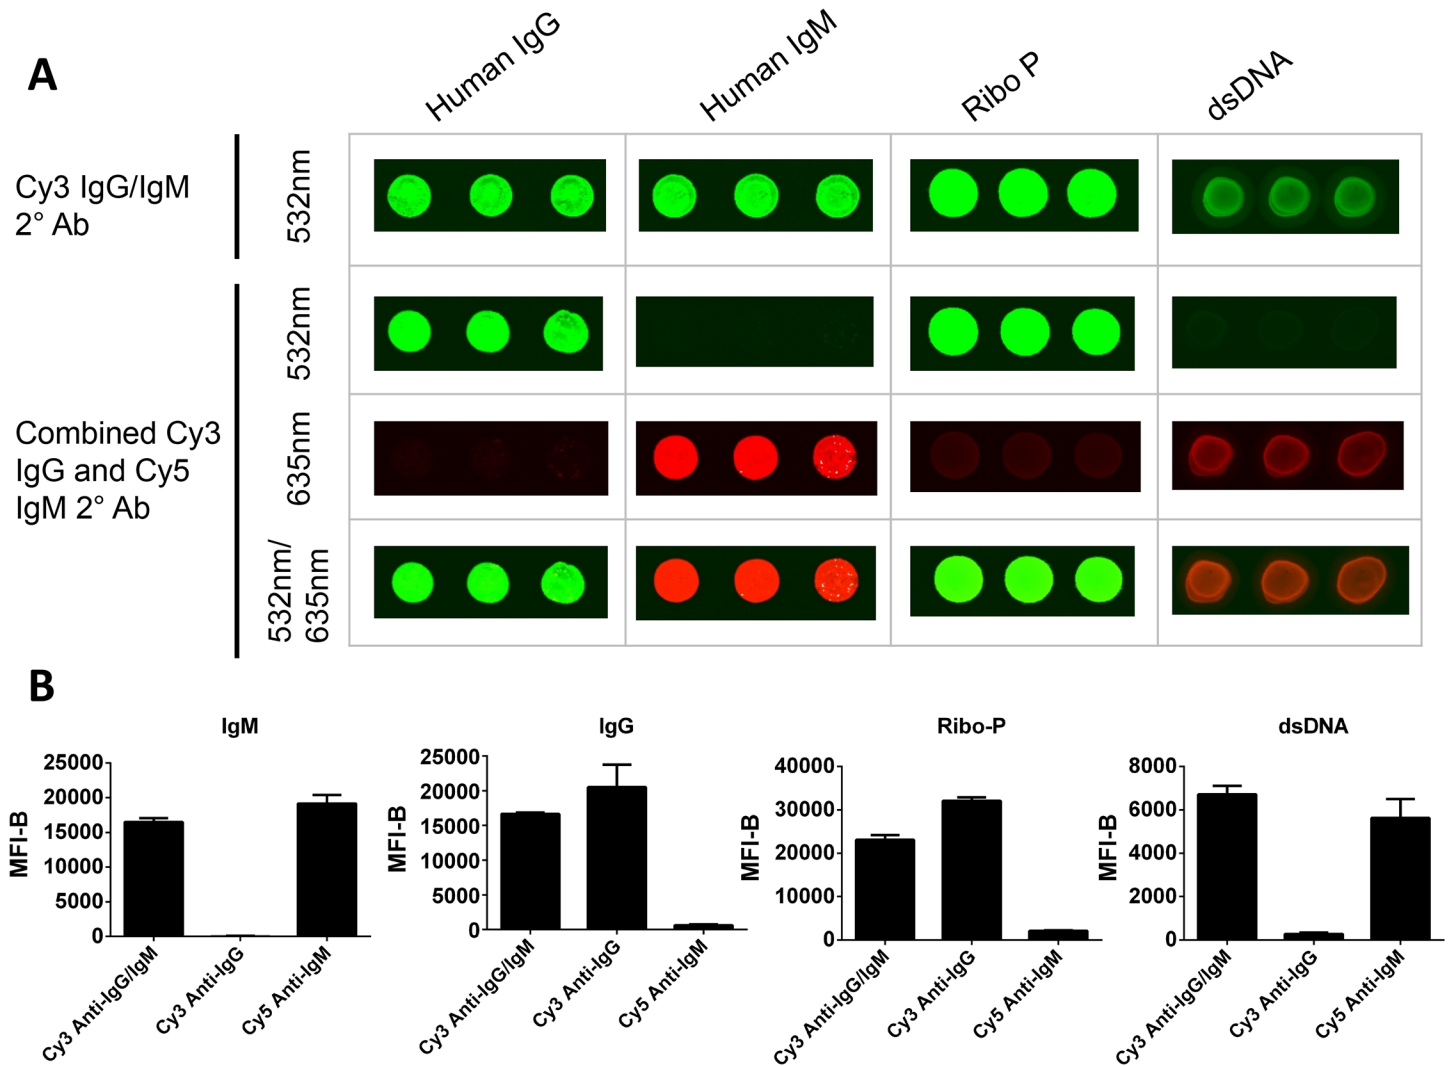 A
Human IgG
Human IgM
Ribo P
dsDNA
Cy3 IgG/IgM
2° Ab
532nm
532nm
Combined Cy3
IgG and Cy5
IgM 2° Ab
635nm
532nm/
635nm
B
IgM
25000
20000
15000
10000
5000
0
MFI-B
Cy3 Anti-IgG/IgM
Cy3 Anti-IgG
Cy5 Anti-IgM
IgG
25000
20000
15000
10000
5000
0
MFI-B
Cy3 Anti-IgG/IgM
Cy3 Anti-IgG
Cy5 Anti-IgM
Ribo-P
40000
30000
20000
10000
0
MFI-B
Cy3 Anti-IgG/IgM
Cy3 Anti-IgG
Cy5 Anti-IgM
dsDNA
8000
6000
4000
2000
0
MFI-B
Cy3 Anti-IgG/IgM
Cy3 Anti-IgG
Cy5 Anti-IgM